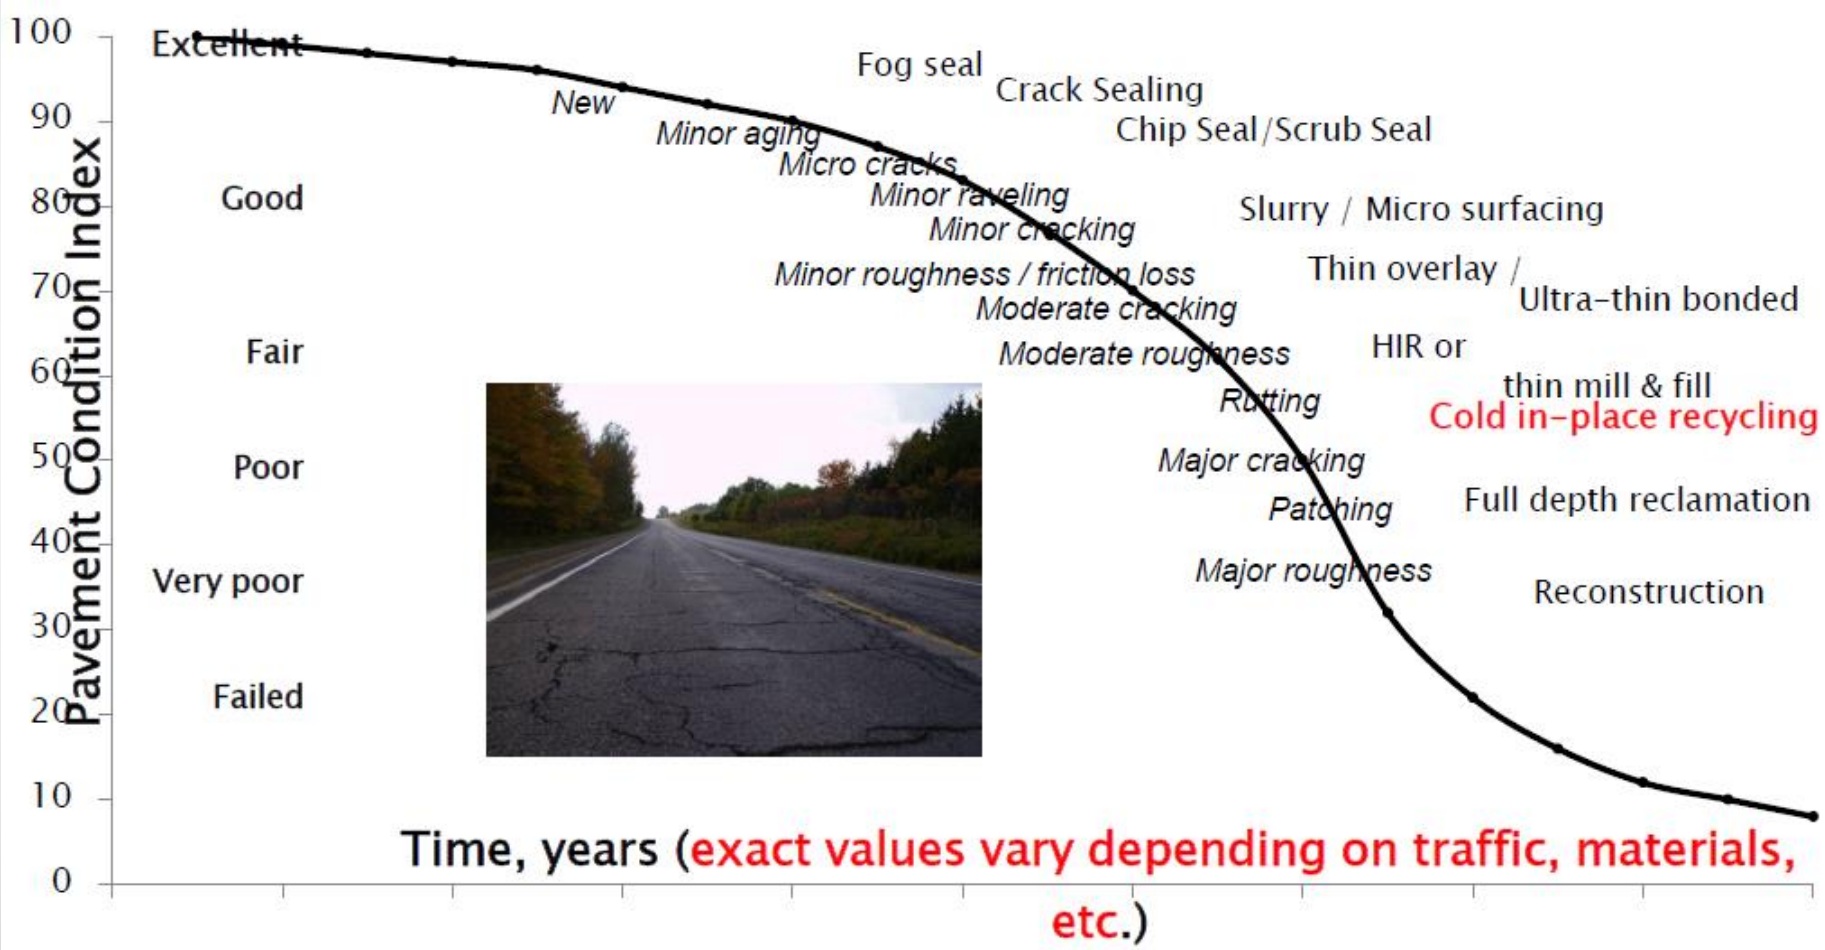 100
90
80
70
60
50
40
30
20
10
0
Pavement Condition Index
Excellent
Good
Fair
Poor
Very poor
Failed
New
Minor aging
Micro cracks
Minor raveling
Minor cracking
Minor roughness / friction loss
Moderate cracking
Moderate roughness
Rutting
Major cracking
Patching
Major roughness
Fog seal
Crack Sealing
Chip Seal/Scrub Seal
Slurry / Micro surfacing
Thin overlay /
Ultra-thin bonded
HIR or
thin mill & fill
Cold in-place recycling
Full depth reclamation
Reconstruction
Time, years (exact values vary depending on traffic, materials,
etc.)